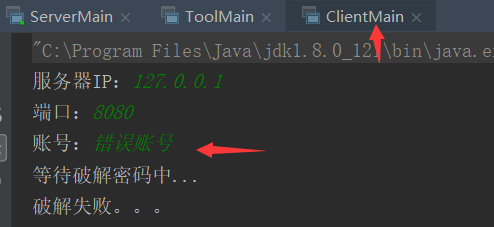 ServerMain × ToolMain × ClientMain ×
"C:\Program Files\Java\jdk1.8.0_121\bin\java.e
服务器IP：127.0.0.1
端口：8080
账号：错误账号
等待破解密码中...
破解失败。。。